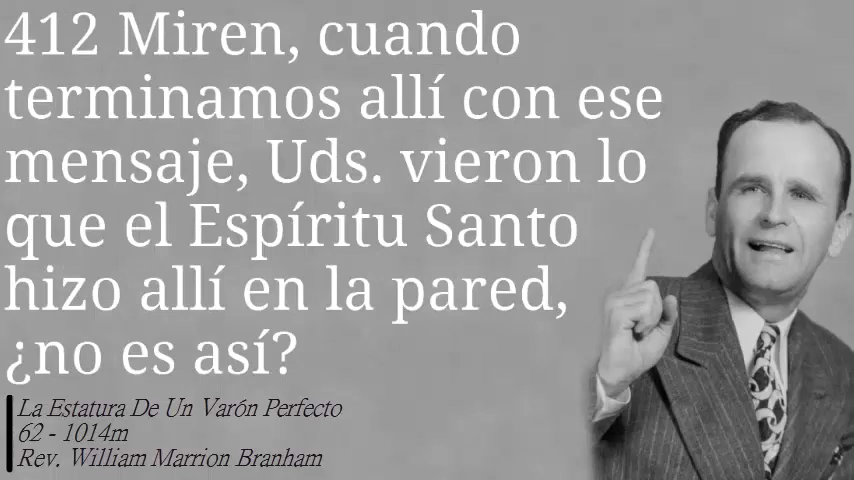 412 Miren, cuando
terminamos allí con ese
mensaje, Uds. vieron lo
que el Espíritu Santo
hizo allí en la pared,
¿no es así?
La Estatura De Un Varón Perfecto
62 - 1014m
Rev. William Marrion Branham